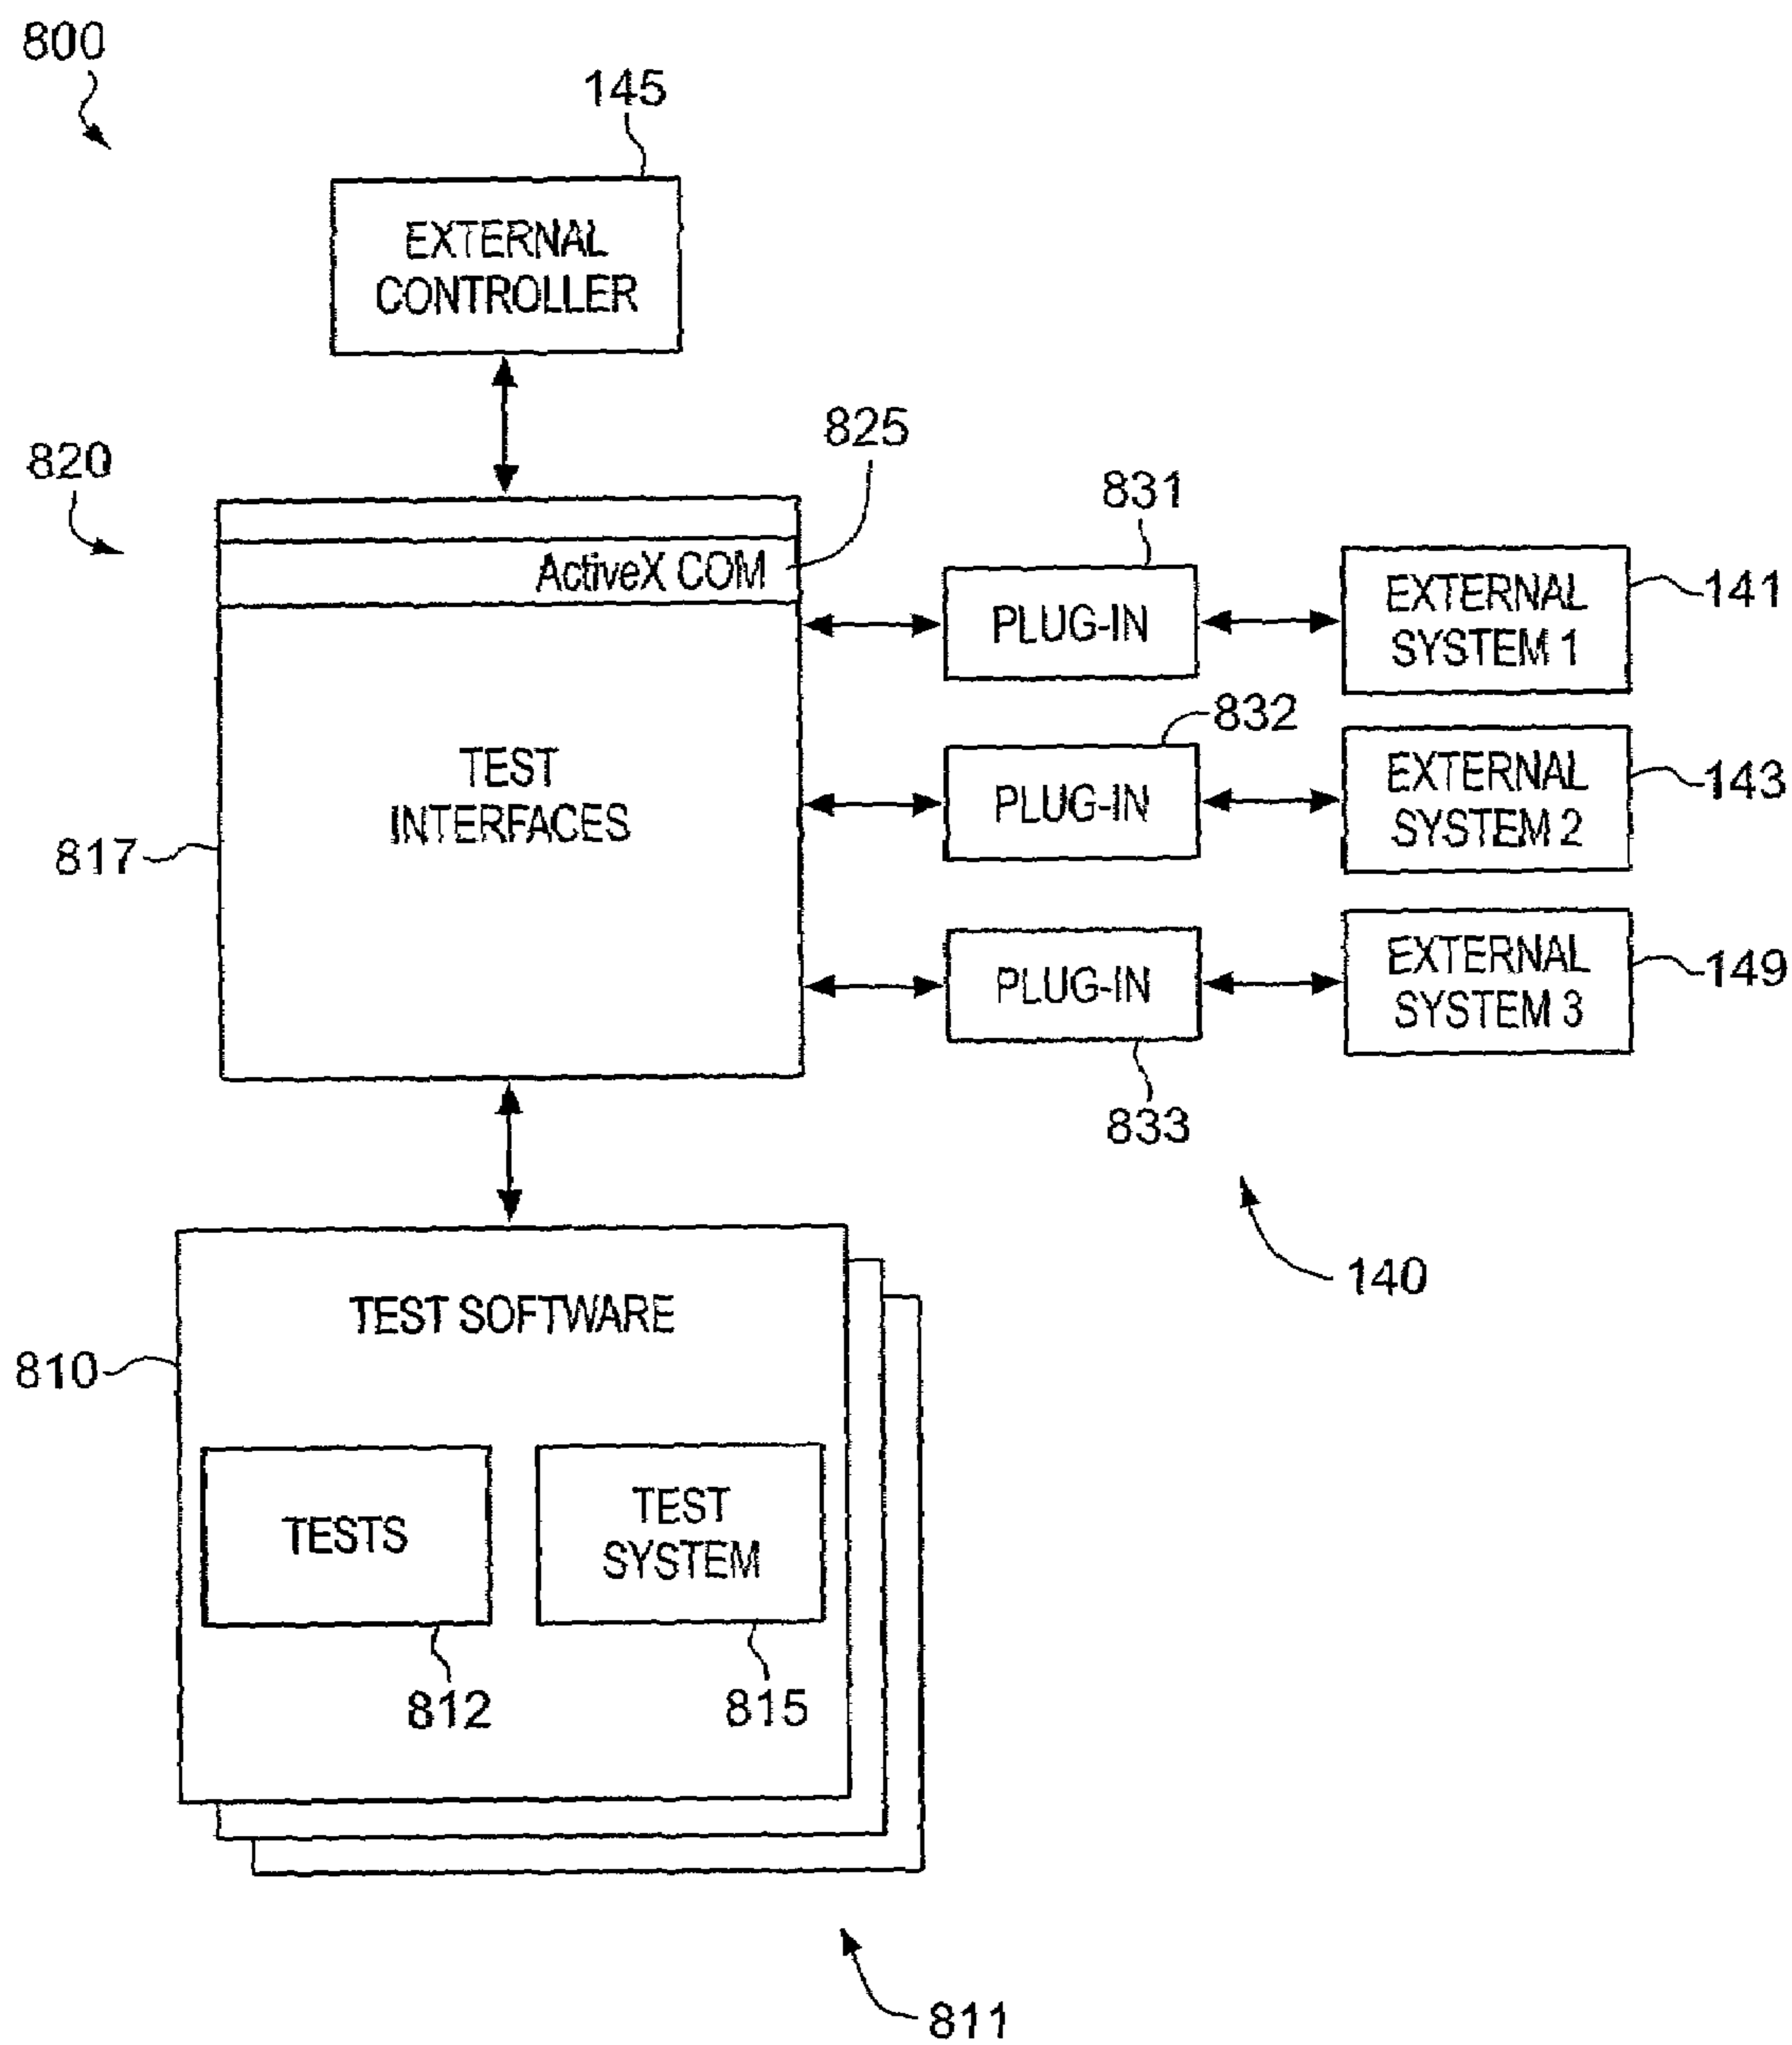 800
145
EXTERNAL
CONTROLLER
820
825
ActiveX COM
831
PLUG-IN
EXTERNAL
SYSTEM 1
141
TEST
INTERFACES
817
832
PLUG-IN
EXTERNAL
SYSTEM 2
143
PLUG-IN
833
EXTERNAL
SYSTEM 3
149
140
TEST SOFTWARE
810
TESTS
812
TEST
SYSTEM
815
811